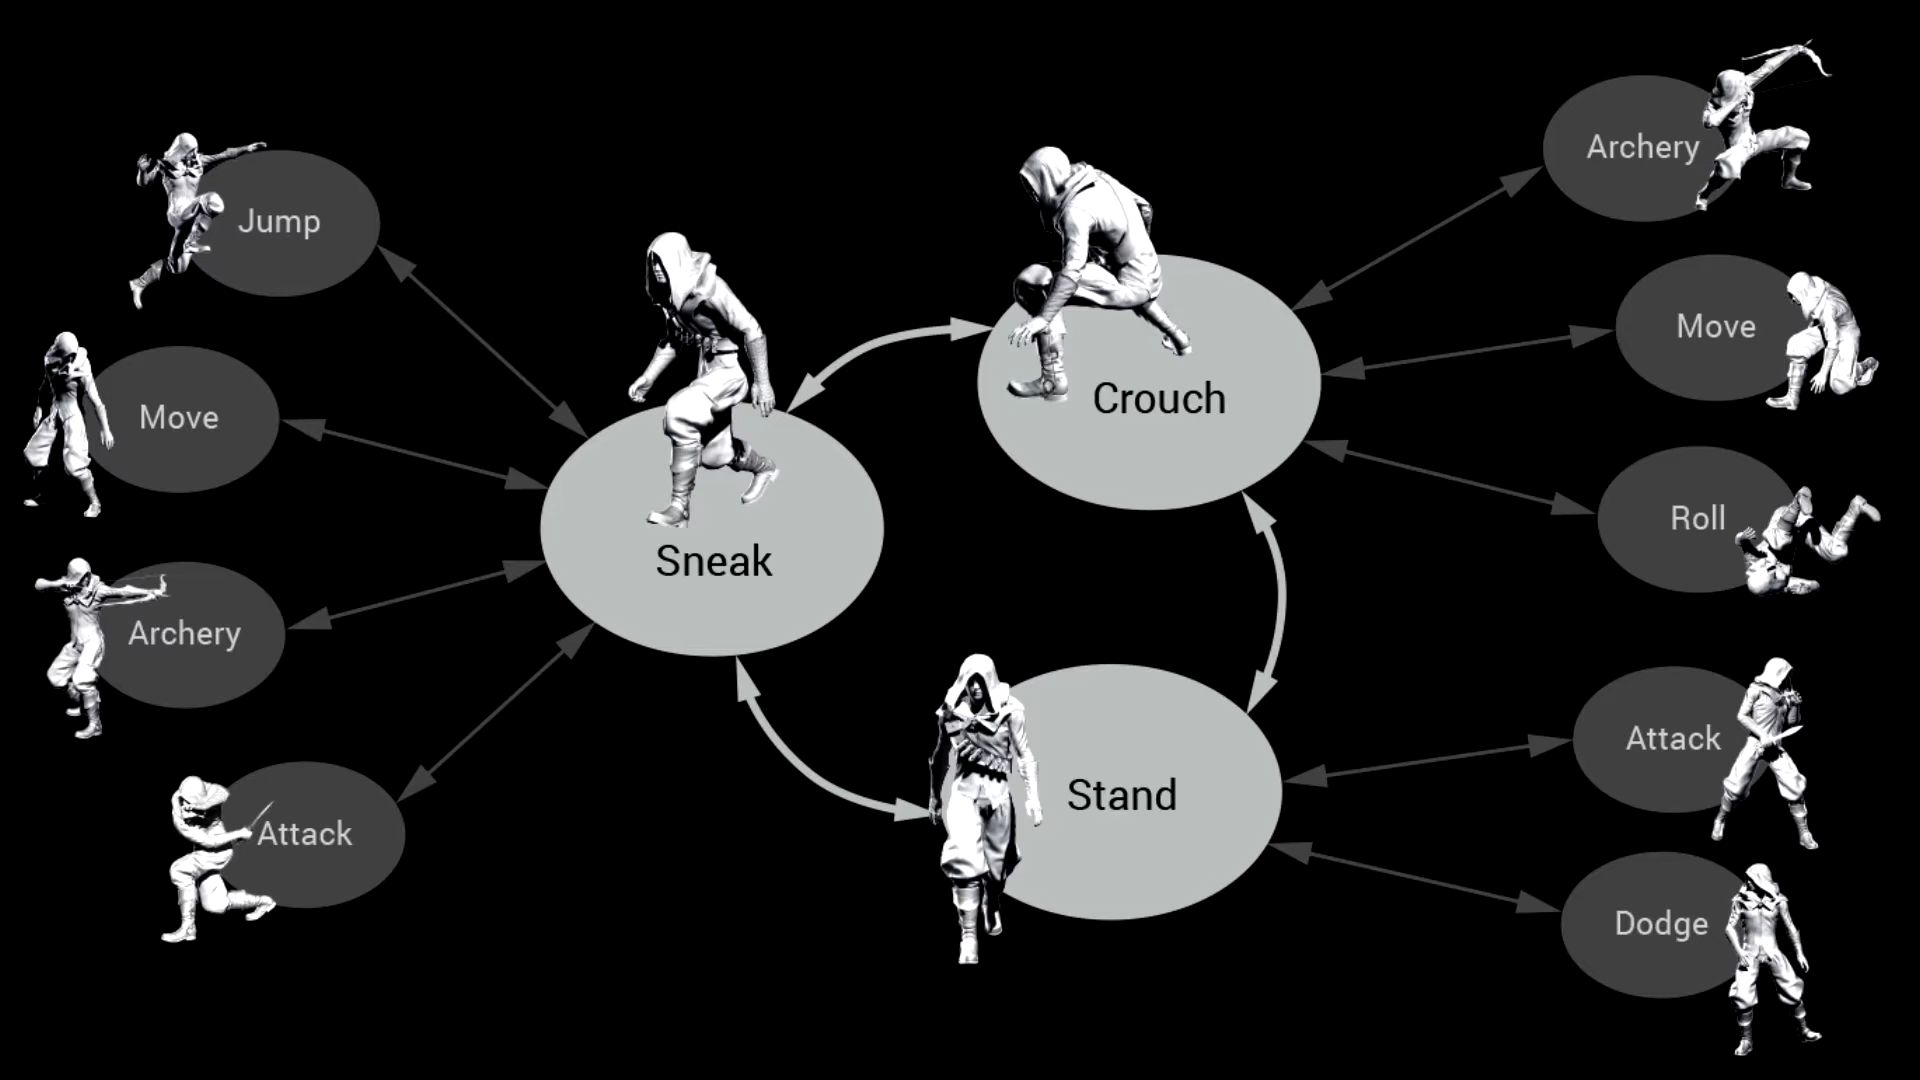 Jump
Move
Archery
Attack
Sneak
Crouch
Stand
Archery
Move
Roll
Attack
Dodge